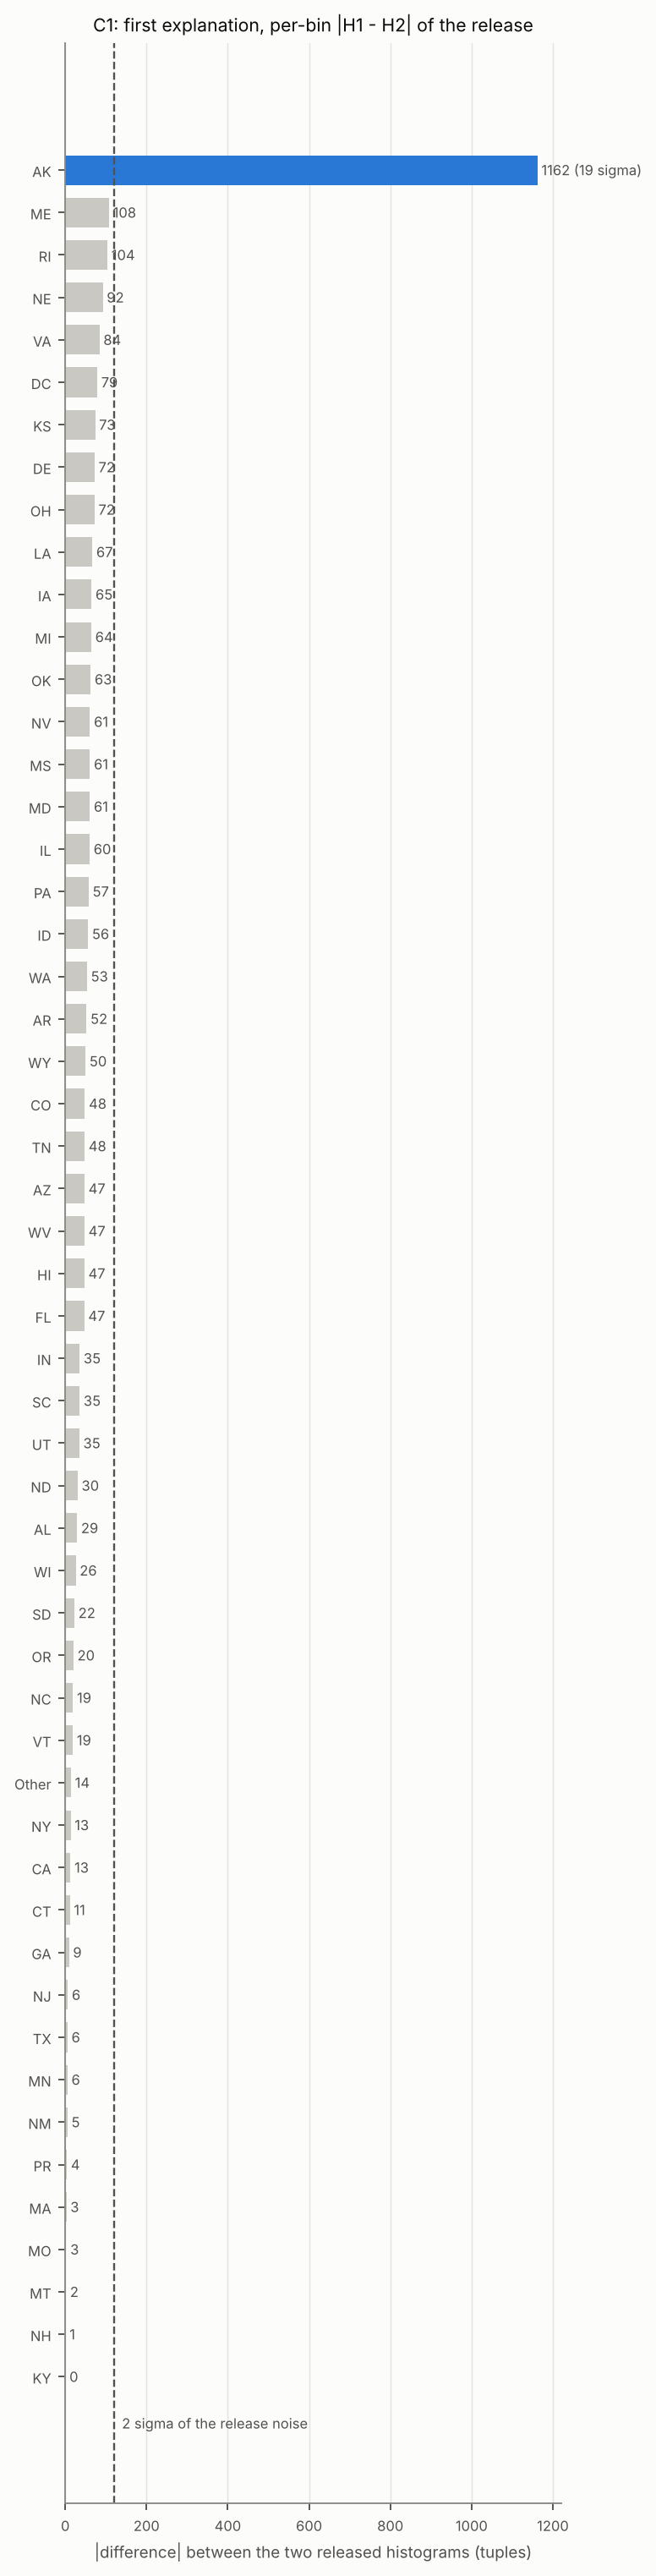 C1: first explanation, per-bin |H1 - H2| of the release
AK 1162 (19 sigma)
ME 108
RI 104
NE 92
VA 84
DC 79
KS 73
DE 72
OH 72
LA 67
IA 65
MI 64
OK 63
NV 61
MS 61
MD 61
IL 60
PA 57
ID 56
WA 53
AR 52
WY 50
CO 48
TN 48
AZ 47
WV 47
HI 47
FL 47
IN 35
SC 35
UT 35
ND 30
AL 29
WI 26
SD 22
OR 20
NC 19
VT 19
Other 14
NY 13
CA 13
CT 11
GA 9
NJ 6
TX 6
MN 6
NM 5
PR 4
MA 3
MO 3
MT 2
NH 1
KY 0
2 sigma of the release noise
0 200 400 600 800 1000 1200
|difference| between the two released histograms (tuples)